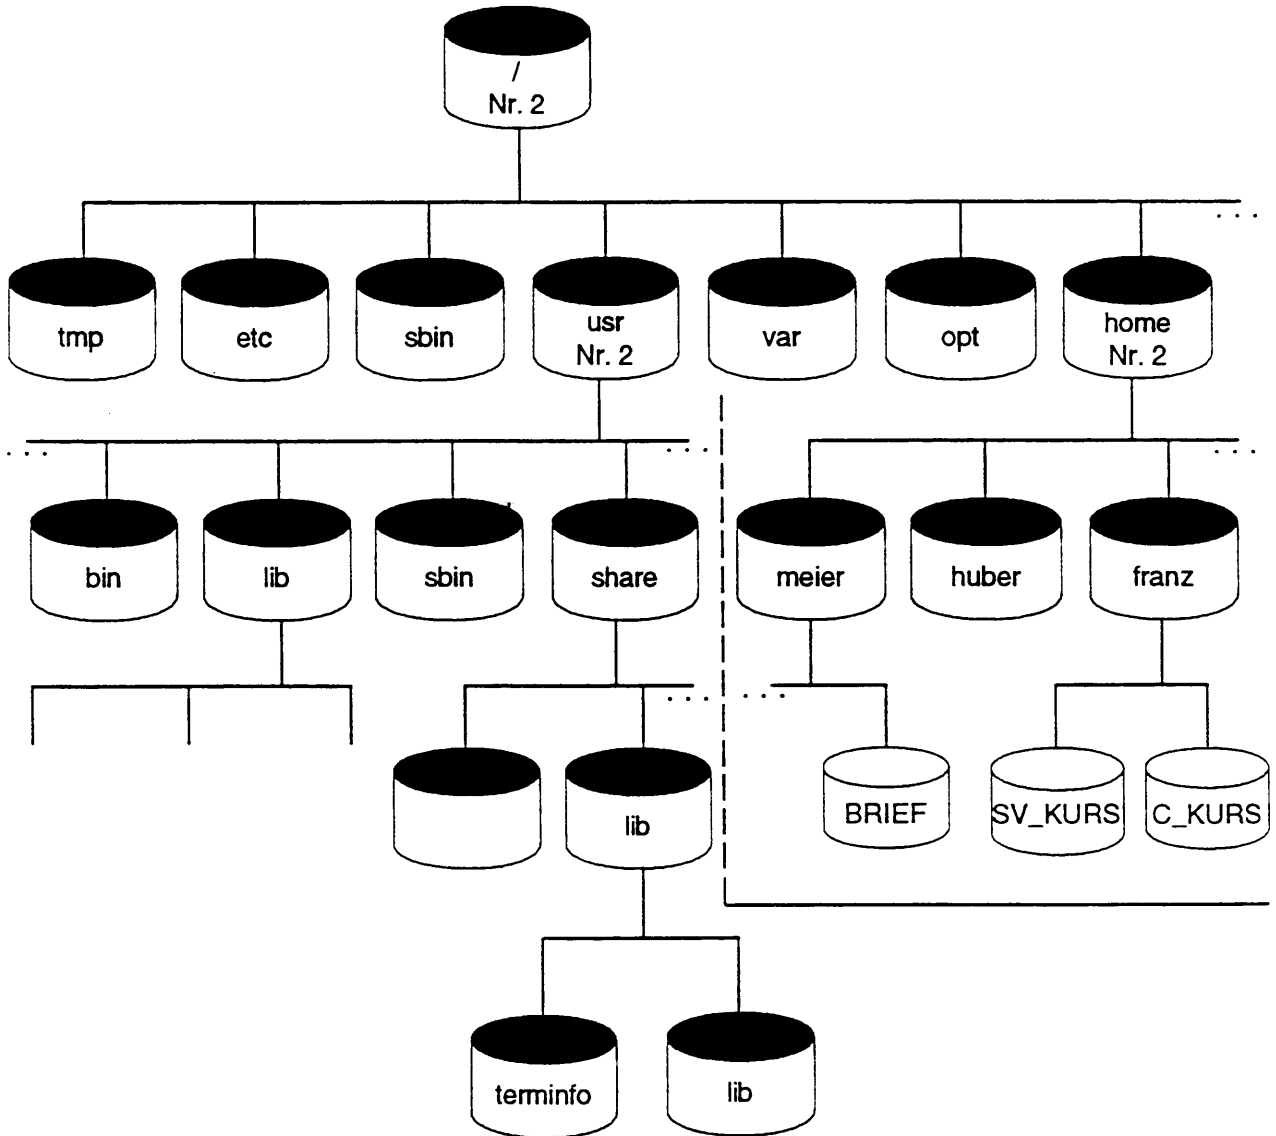 /
Nr. 2
. . .
tmp
etc
sbin
usr
Nr. 2
var
opt
home
Nr. 2
. . .
. . .
. . .
bin
lib
sbin
share
meier
huber
franz
. . .
. . .
lib
BRIEF
SV_KURS
C_KURS
terminfo
lib